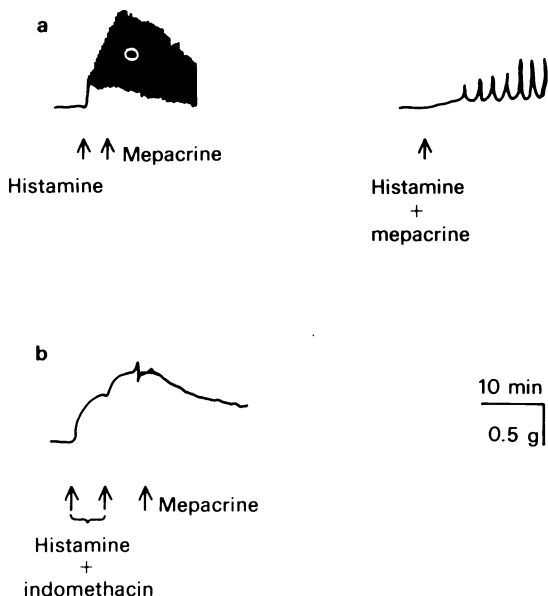 a
Mepacrine
Histamine
Histamine
+
mepacrine
b
10 min
0.5 g
Mepacrine
Histamine
+
indomethacin